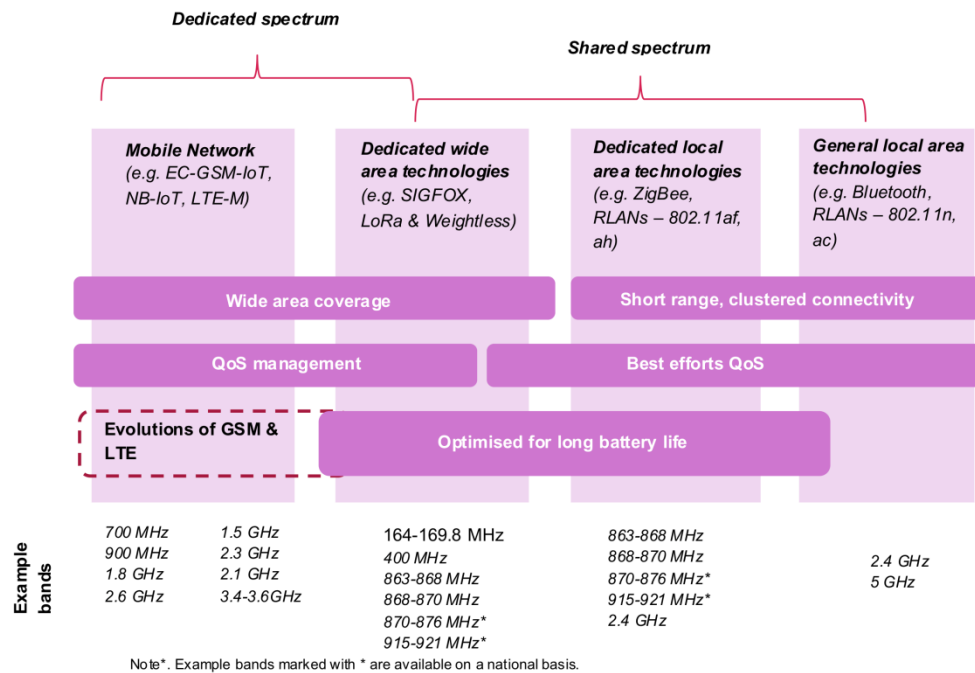 Dedicated spectrum
Shared spectrum
Mobile Network
(e.g. EC-GSM-IoT,
NB-IoT, LTE-M)
Dedicated wide
area technologies
(e.g. SIGFOX,
LoRa & Weightless)
Dedicated local
area technologies
(e.g. ZigBee,
RLANs – 802.11af,
ah)
General local area
technologies
(e.g. Bluetooth,
RLANs – 802.11n,
ac)
Wide area coverage
Short range, clustered connectivity
QoS management
Best efforts QoS
Evolutions of GSM &
LTE
Optimised for long battery life
Example
bands
700 MHz
900 MHz
1.8 GHz
2.6 GHz
1.5 GHz
2.3 GHz
2.1 GHz
3.4-3.6GHz
164-169.8 MHz
400 MHz
863-868 MHz
868-870 MHz
870-876 MHz*
915-921 MHz*
863-868 MHz
868-870 MHz
870-876 MHz*
915-921 MHz*
2.4 GHz
2.4 GHz
5 GHz
Note*. Example bands marked with * are available on a national basis.